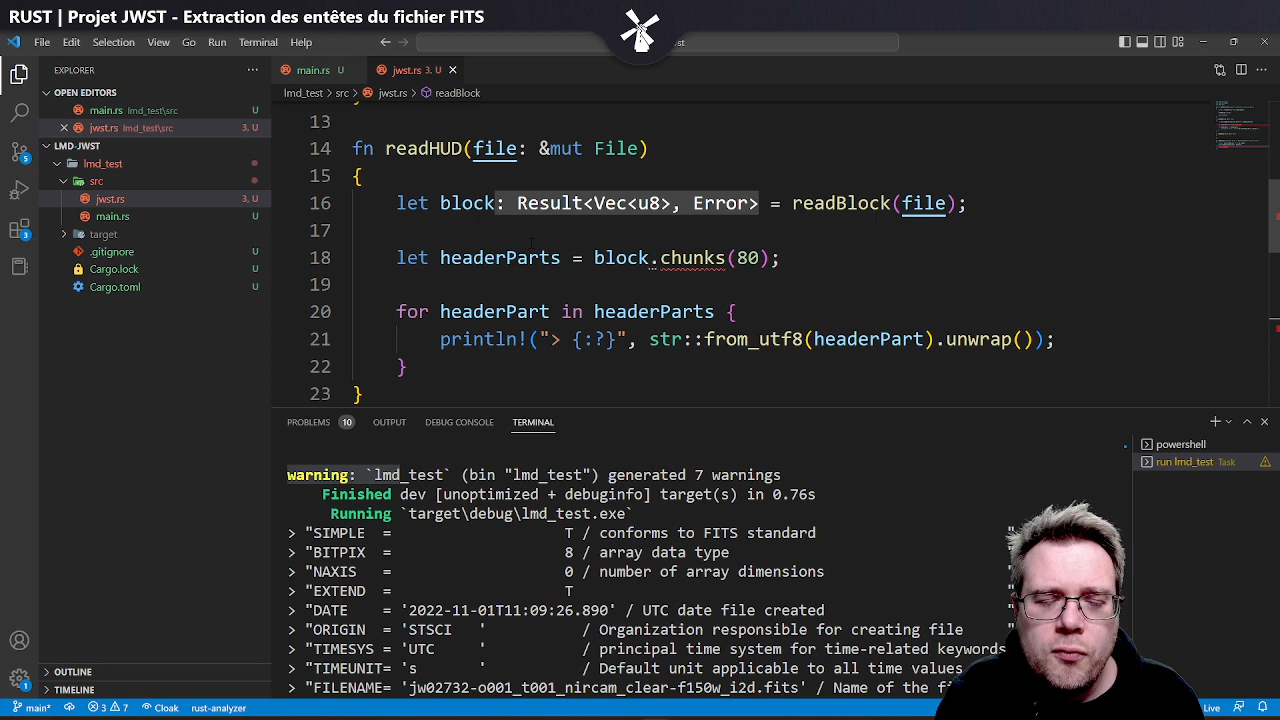 RUST | Projet JWST - Extraction des entêtes du fichier FITS
File Edit Selection View Go Run Terminal Help
EXPLORER
main.rs U
jwst.rs 3, U
OPEN EDITORS
main.rs lmd_test\src U
jwst.rs lmd_test\src 3, U
LMD-JWST
lmd_test
src
jwst.rs 3, U
main.rs U
target
.gitignore U
Cargo.lock U
Cargo.toml U
OUTLINE
TIMELINE
5
3
1
lmd_test > src > jwst.rs > readBlock
13
14 fn readHUD(file: &mut File)
15 {
16 let block: Result<Vec<u8>, Error> = readBlock(file);
17
18 let headerParts = block.chunks(80);
19
20 for headerPart in headerParts {
21 println!("> {:?}", str::from_utf8(headerPart).unwrap());
22 }
23 }
PROBLEMS 10 OUTPUT DEBUG CONSOLE TERMINAL
powershell
run lmd_test Task
warning: `lmd_test` (bin "lmd_test") generated 7 warnings
Finished dev [unoptimized + debuginfo] target(s) in 0.76s
Running `target\debug\lmd_test.exe`
> "SIMPLE = T / conforms to FITS standard "
> "BITPIX = 8 / array data type "
> "NAXIS = 0 / number of array dimensions "
> "EXTEND = T
> "DATE = '2022-11-01T11:09:26.890' / UTC date file created
> "ORIGIN = 'STSCI ' / Organization responsible for creating file
> "TIMESYS = 'UTC ' / principal time system for time-related keywords
> "TIMEUNIT= 's ' / Default unit applicable to all time values
> "FILENAME= 'jw02732-o001_t001_nircam_clear-f150w_i2d.fits' / Name of the
main* 3 7 Cloak rust-analyzer Live